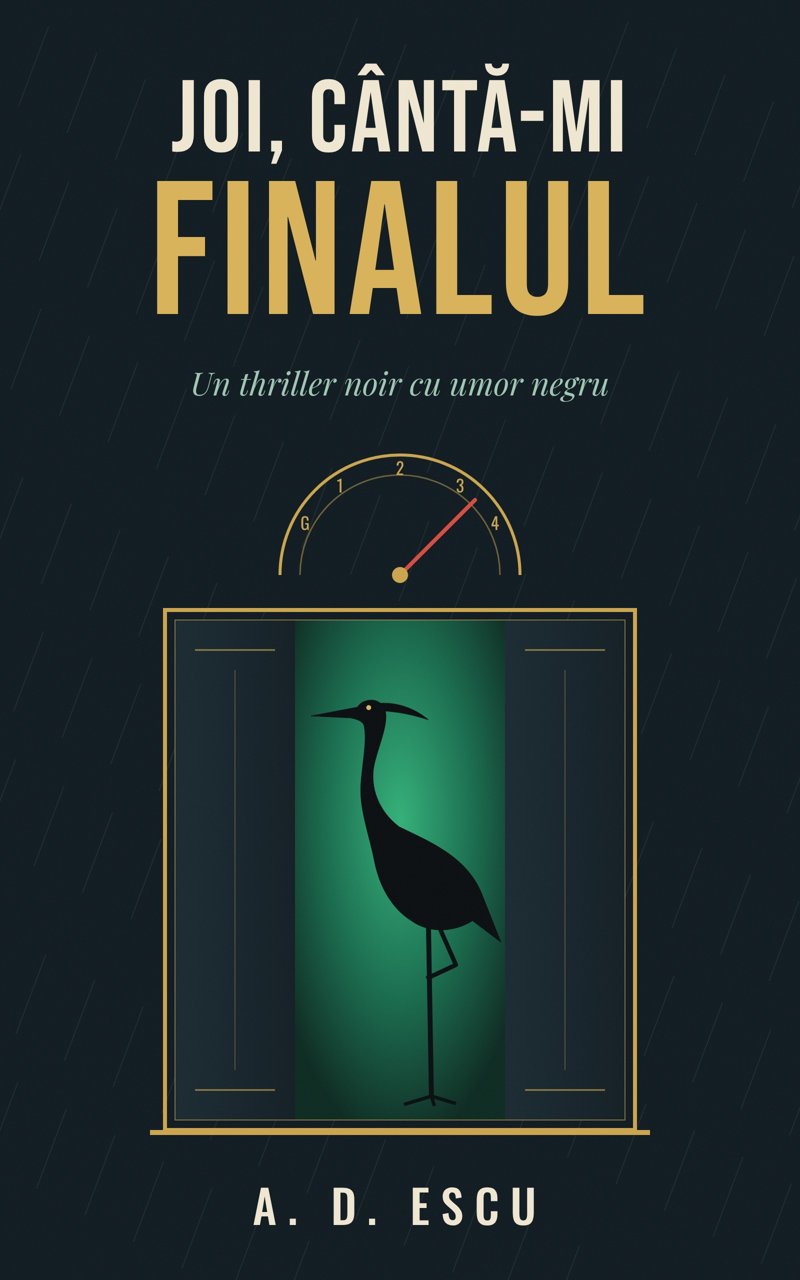 JOI, CÂNTĂ-MI
FINALUL
Un thriller noir cu umor negru
G 1 2 3 4
A. D. ESCU